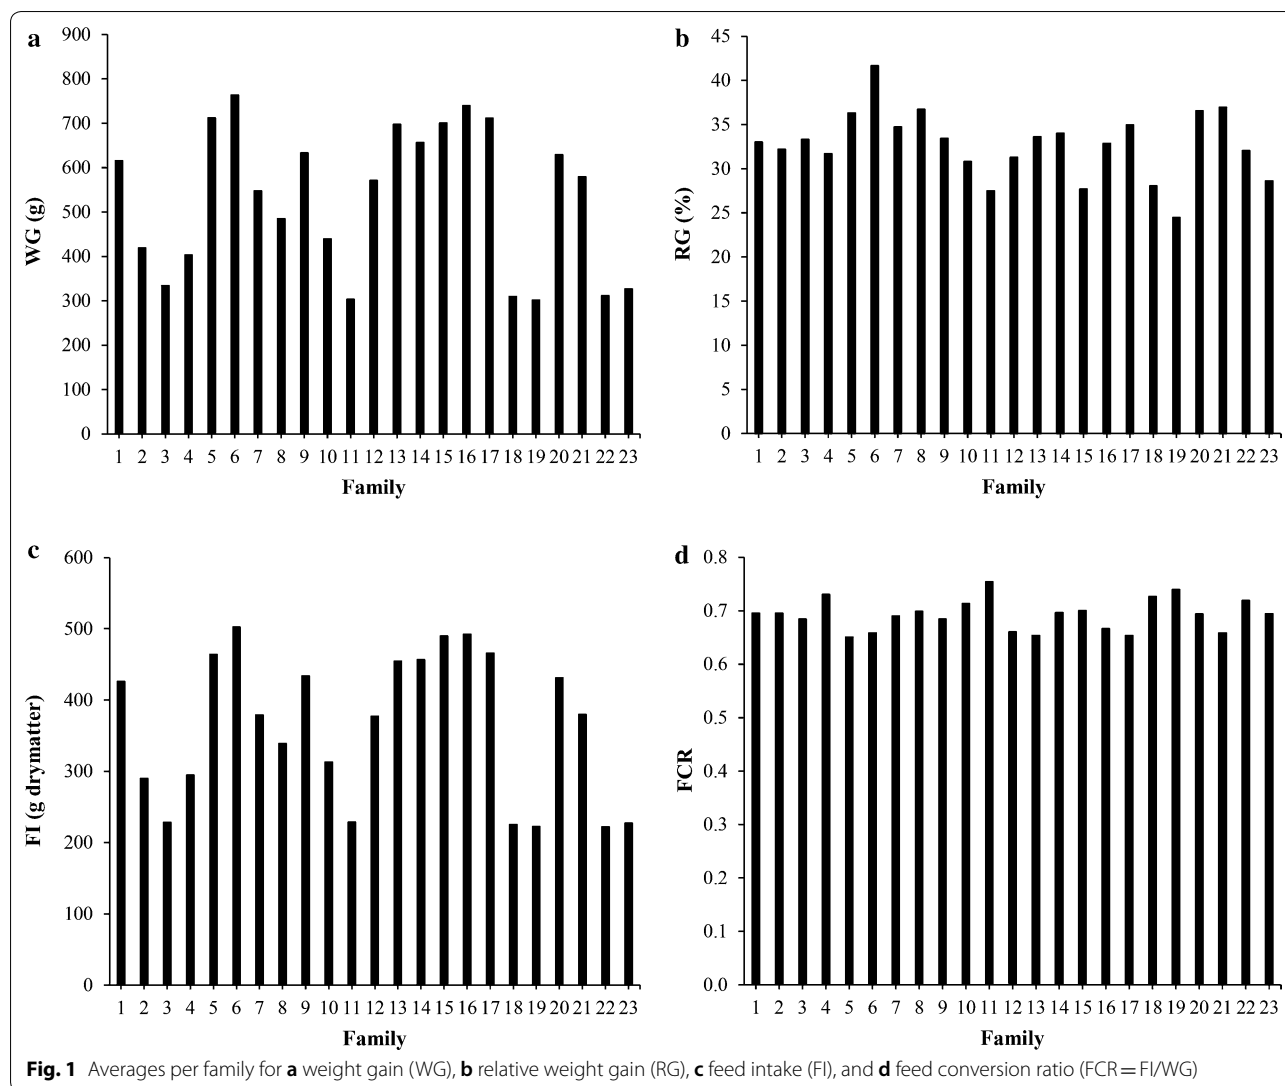 a
900
800
700
600
500
400
300
200
100
0
WG (g)
1 2 3 4 5 6 7 8 9 10 11 12 13 14 15 16 17 18 19 20 21 22 23
Family
b
45
40
35
30
25
20
15
10
5
0
RG (%)
1 2 3 4 5 6 7 8 9 10 11 12 13 14 15 16 17 18 19 20 21 22 23
Family
c
600
500
400
300
200
100
0
FI (g drymatter)
1 2 3 4 5 6 7 8 9 10 11 12 13 14 15 16 17 18 19 20 21 22 23
Family
d
0.8
0.7
0.6
0.5
0.4
0.3
0.2
0.1
0.0
FCR
1 2 3 4 5 6 7 8 9 10 11 12 13 14 15 16 17 18 19 20 21 22 23
Family
Fig. 1 Averages per family for a weight gain (WG), b relative weight gain (RG), c feed intake (FI), and d feed conversion ratio (FCR = FI/WG)